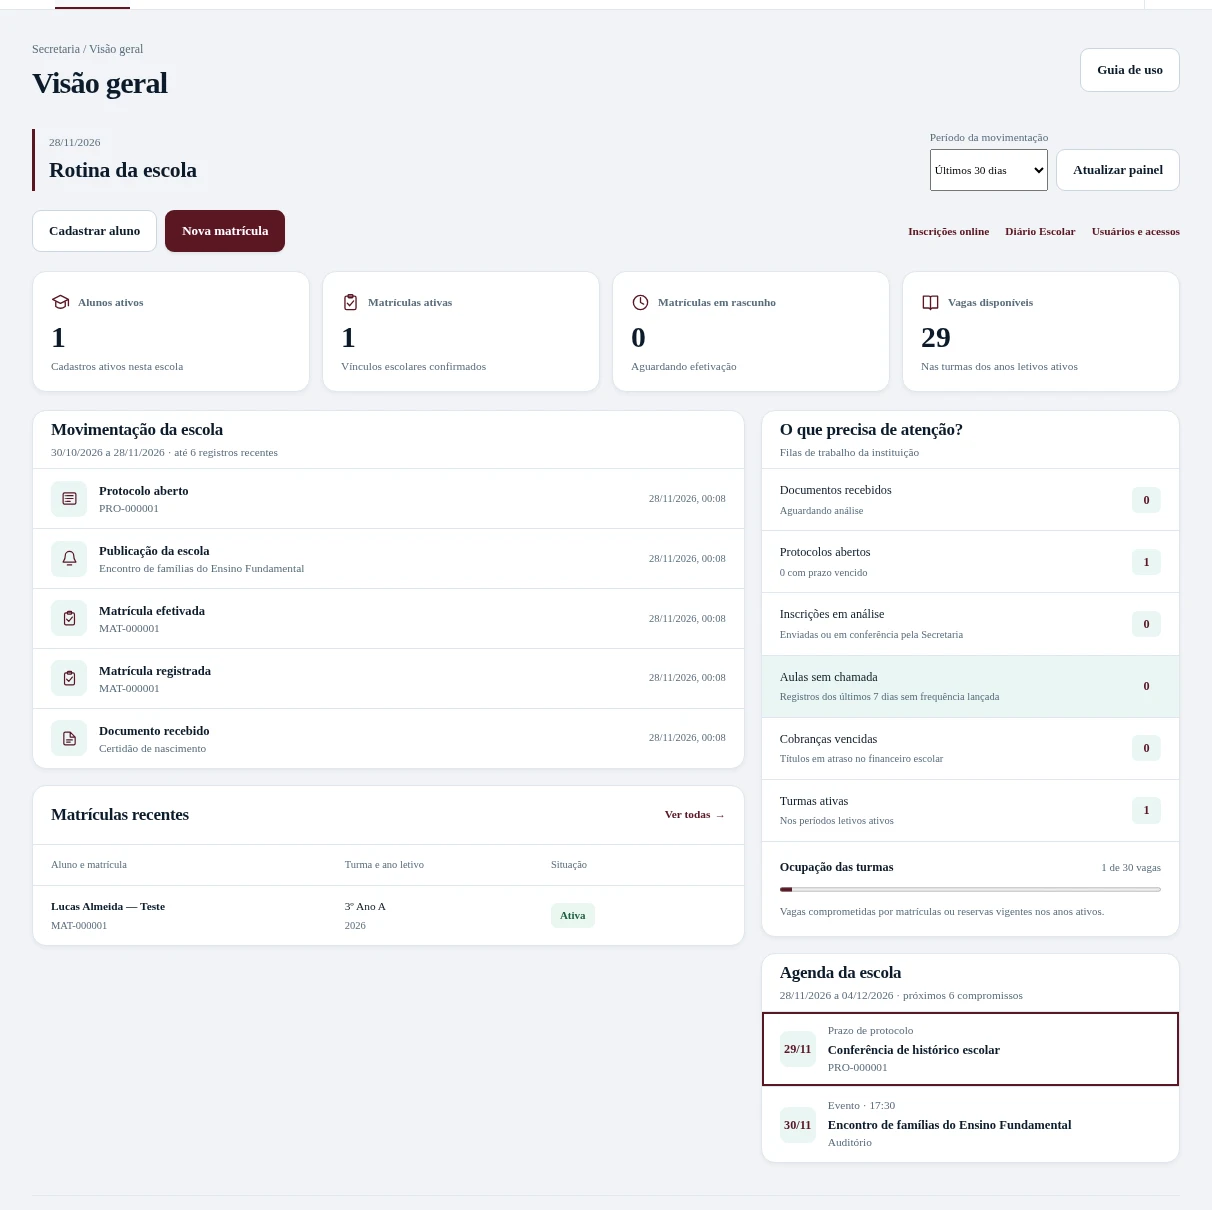 Secretaria / Visão geral
Visão geral
Guia de uso
28/11/2026
Rotina da escola
Período da movimentação
Últimos 30 dias
Atualizar painel
Cadastrar aluno
Nova matrícula
Inscrições online
Diário Escolar
Usuários e acessos
Alunos ativos
1
Cadastros ativos nesta escola
Matrículas ativas
1
Vínculos escolares confirmados
Matrículas em rascunho
0
Aguardando efetivação
Vagas disponíveis
29
Nas turmas dos anos letivos ativos
Movimentação da escola
30/10/2026 a 28/11/2026 · até 6 registros recentes
Protocolo aberto
PRO-000001
28/11/2026, 00:08
Publicação da escola
Encontro de famílias do Ensino Fundamental
28/11/2026, 00:08
Matrícula efetivada
MAT-000001
28/11/2026, 00:08
Matrícula registrada
MAT-000001
28/11/2026, 00:08
Documento recebido
Certidão de nascimento
28/11/2026, 00:08
Matrículas recentes
Ver todas →
Aluno e matrícula
Turma e ano letivo
Situação
Lucas Almeida — Teste
MAT-000001
3º Ano A
2026
Ativa
O que precisa de atenção?
Filas de trabalho da instituição
Documentos recebidos
Aguardando análise
0
Protocolos abertos
0 com prazo vencido
1
Inscrições em análise
Enviadas ou em conferência pela Secretaria
0
Aulas sem chamada
Registros dos últimos 7 dias sem frequência lançada
0
Cobranças vencidas
Títulos em atraso no financeiro escolar
0
Turmas ativas
Nos períodos letivos ativos
1
Ocupação das turmas
1 de 30 vagas
Vagas comprometidas por matrículas ou reservas vigentes nos anos ativos.
Agenda da escola
28/11/2026 a 04/12/2026 · próximos 6 compromissos
29/11
Prazo de protocolo
Conferência de histórico escolar
PRO-000001
30/11
Evento · 17:30
Encontro de famílias do Ensino Fundamental
Auditório